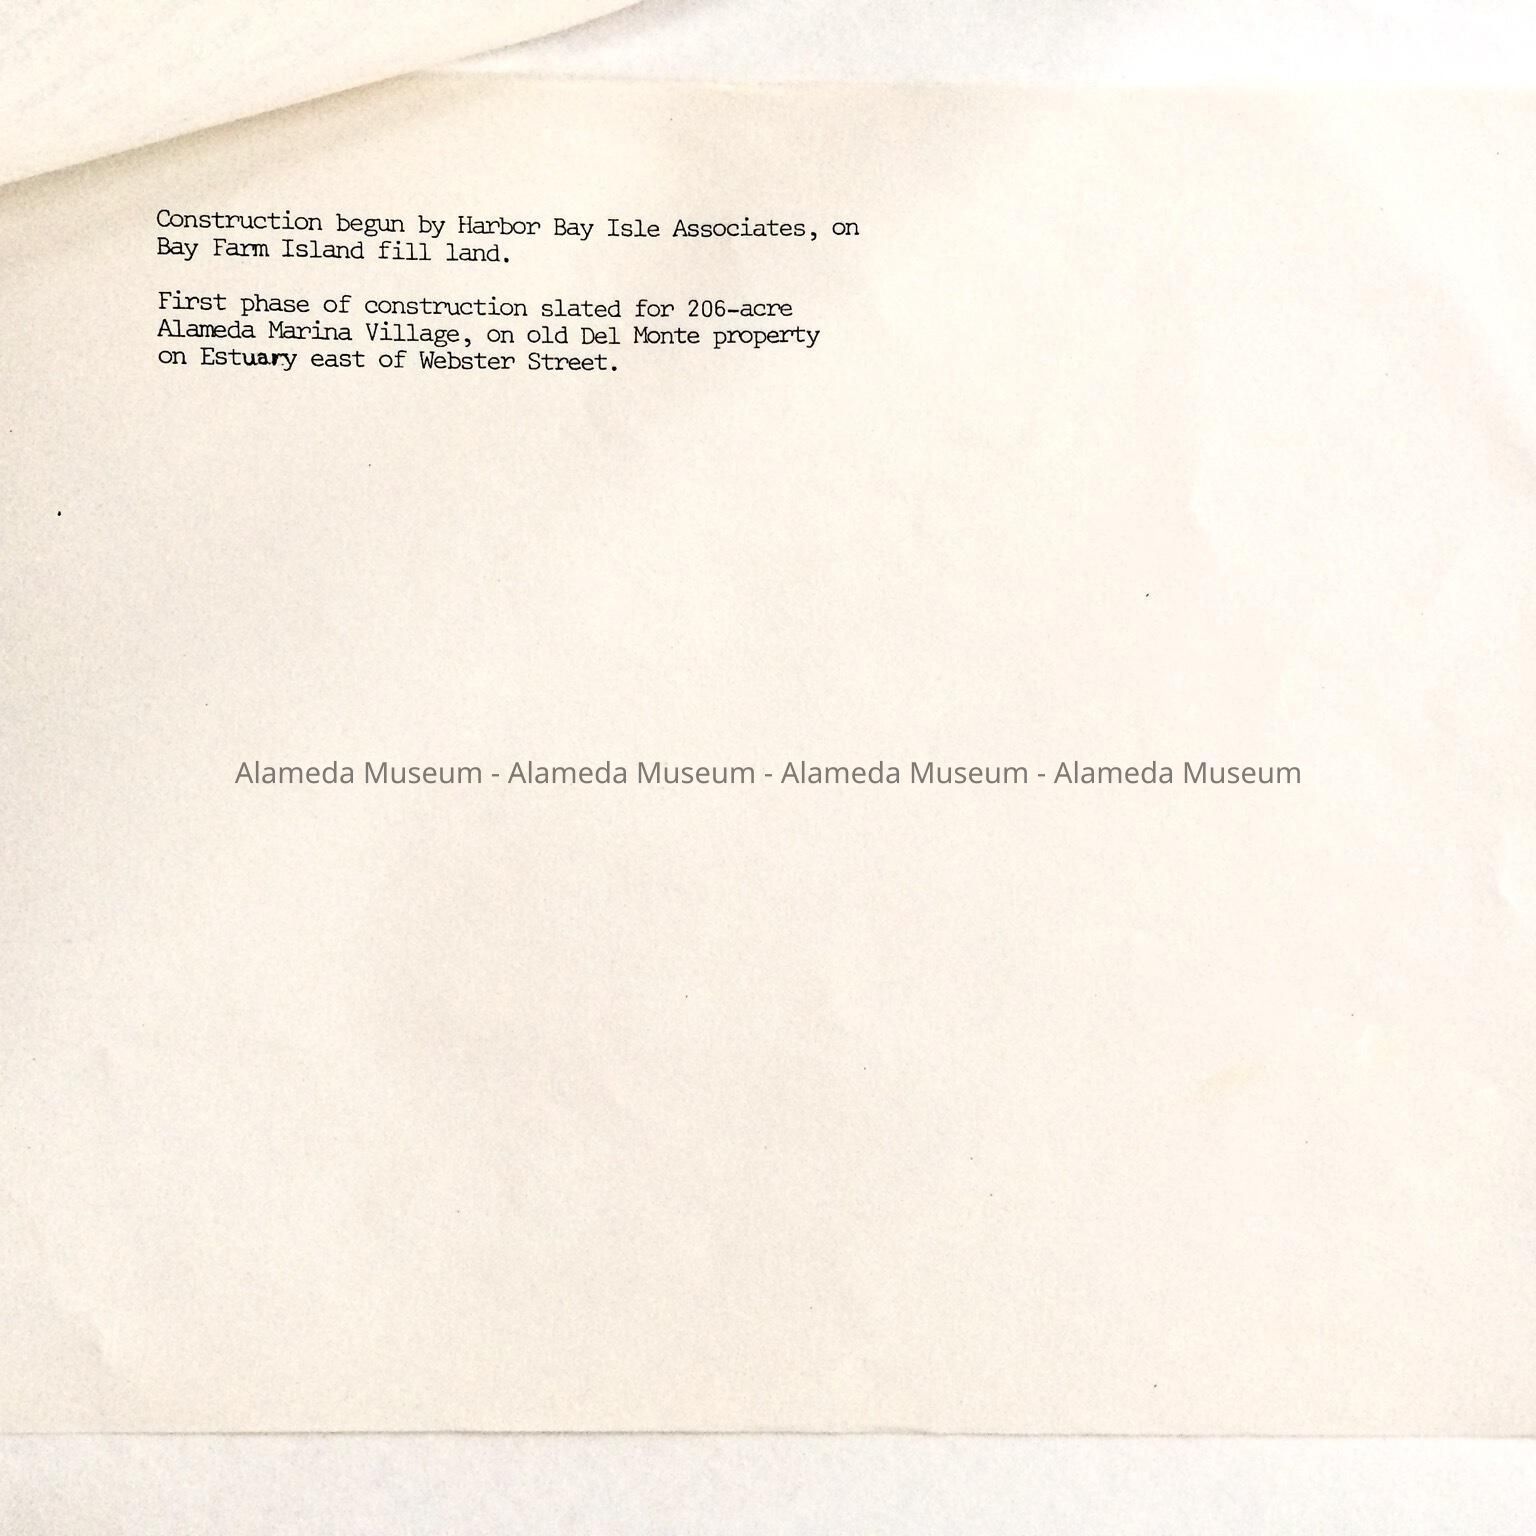 Construction begun by Harbor Bay Isle Associates, on
Bay Farm Island fill land.
First phase of construction slated for 206-acre
Alameda Marina Village, on old Del Monte property
on Estuary east of Webster Street.
Alameda Museum - Alameda Museum - Alameda Museum - Alameda Museum